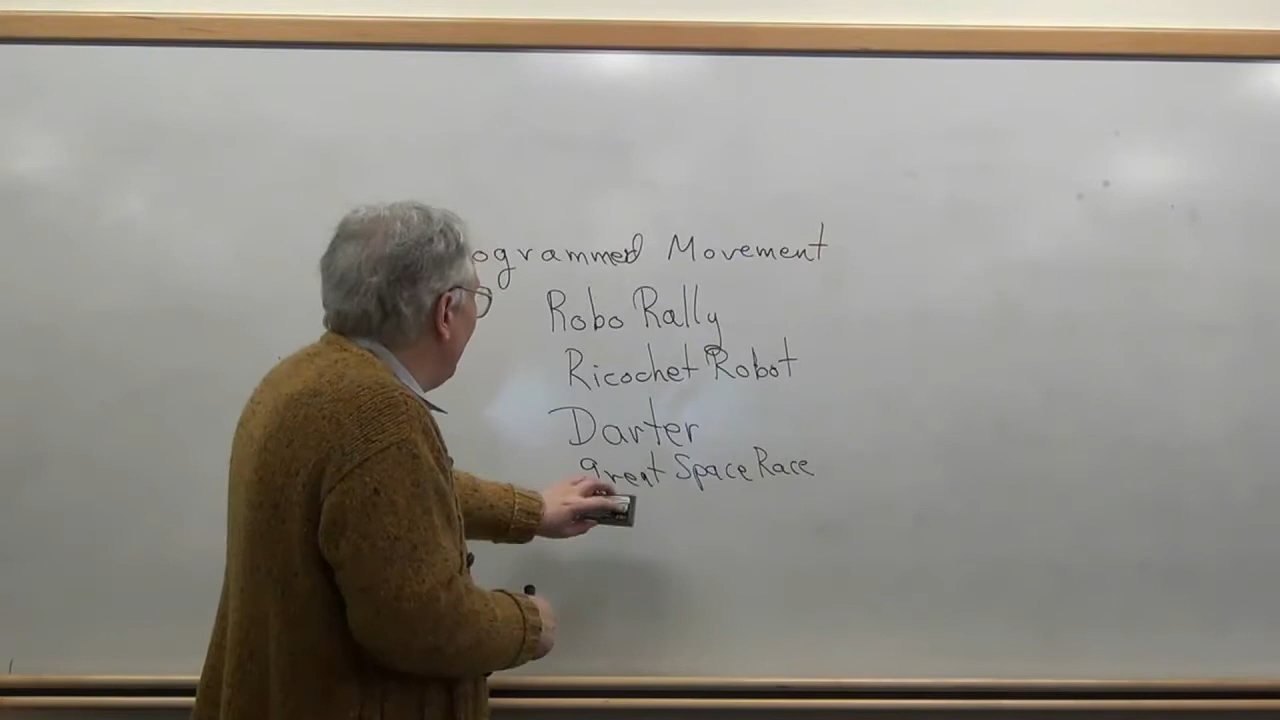 ogrammed Movement
Robo Rally
Ricochet Robot
Darter
great Space Race